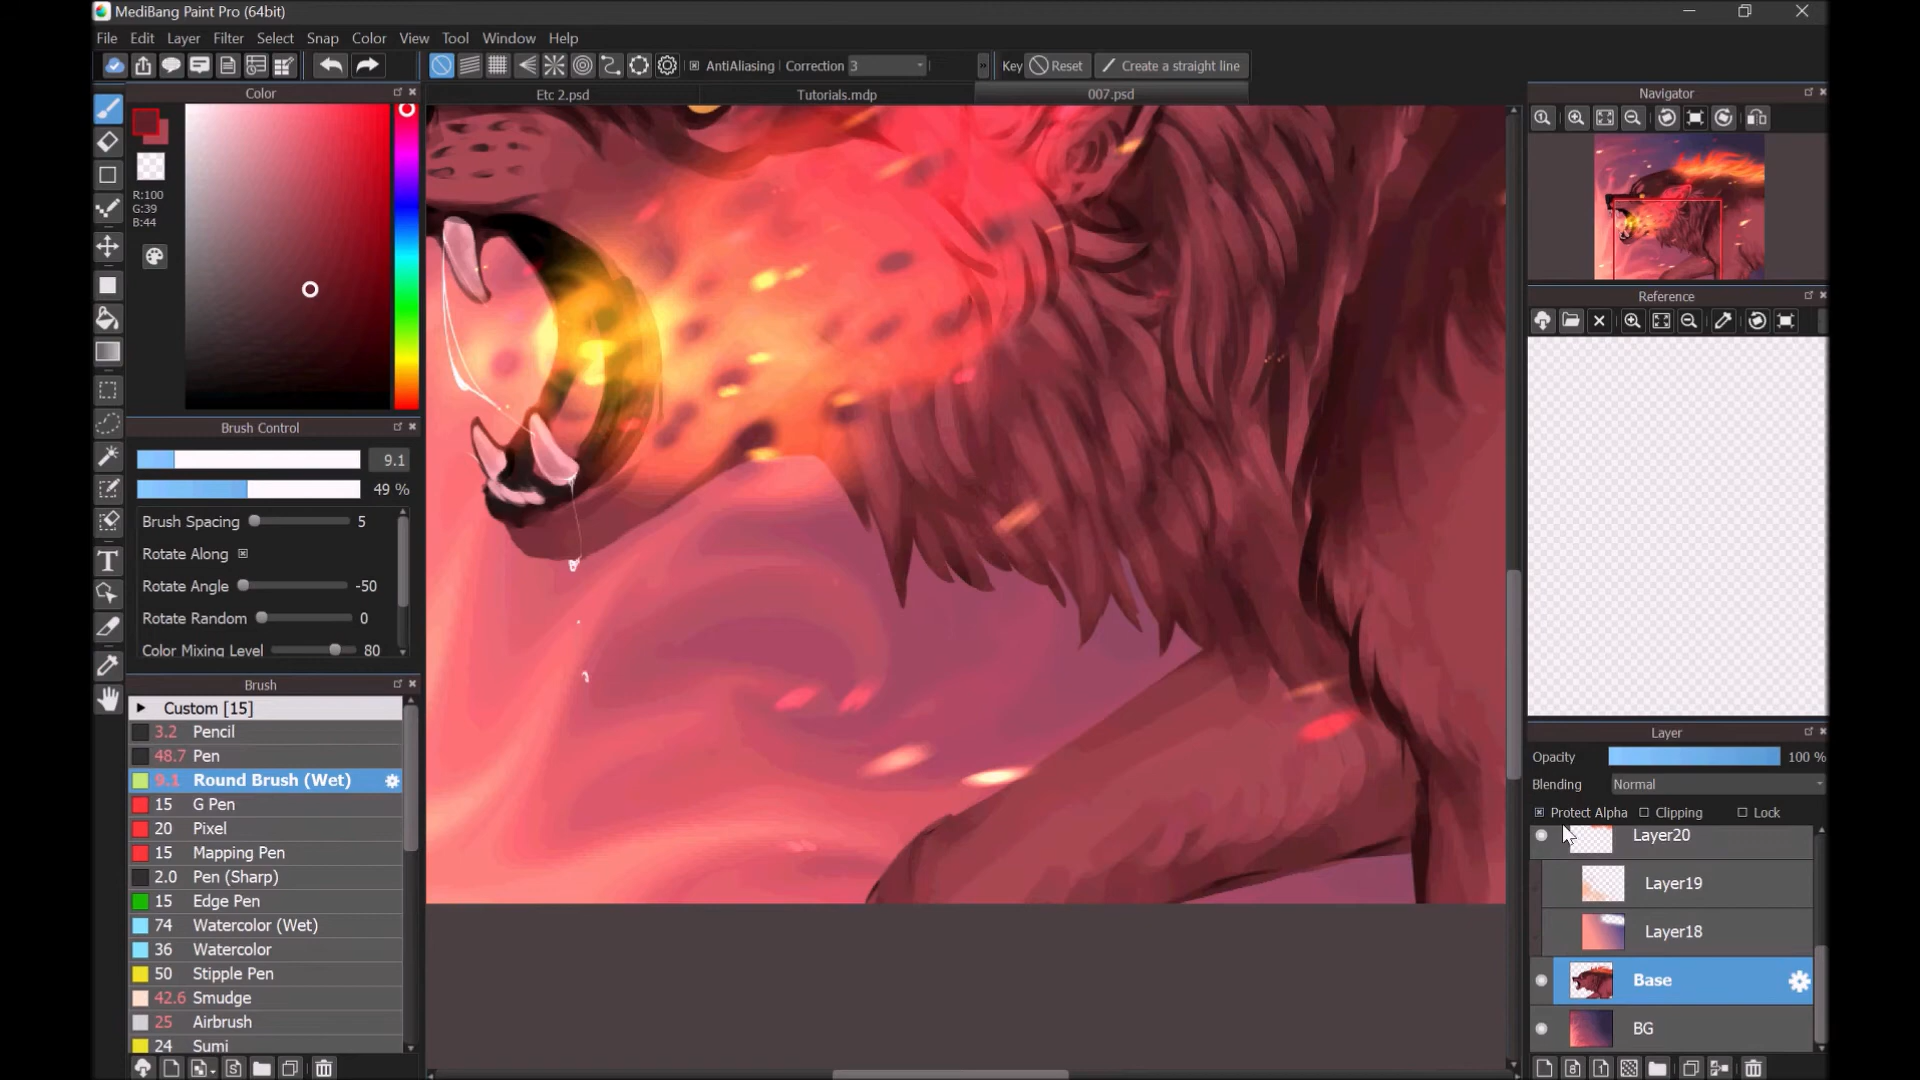 MediBang Paint Pro (64bit)
File Edit Layer Filter Select Snap Color View Tool Window Help
AntiAliasing Correction 3 Key Reset Create a straight line
Color
Etc 2.psd Tutorials.mdp 007.psd
Navigator
R:100
G:39
B:44
Reference
Brush Control
9.1
49 %
Brush Spacing 5
Rotate Along
Rotate Angle -50
Rotate Random 0
Color Mixing Level 80
Brush
Custom [15]
3.2 Pencil
48.7 Pen
9.1 Round Brush (Wet)
15 G Pen
20 Pixel
15 Mapping Pen
2.0 Pen (Sharp)
15 Edge Pen
74 Watercolor (Wet)
36 Watercolor
50 Stipple Pen
42.6 Smudge
25 Airbrush
24 Sumi
Layer
Opacity 100 %
Blending Normal
Protect Alpha Clipping Lock
Layer20
Layer19
Layer18
Base
BG